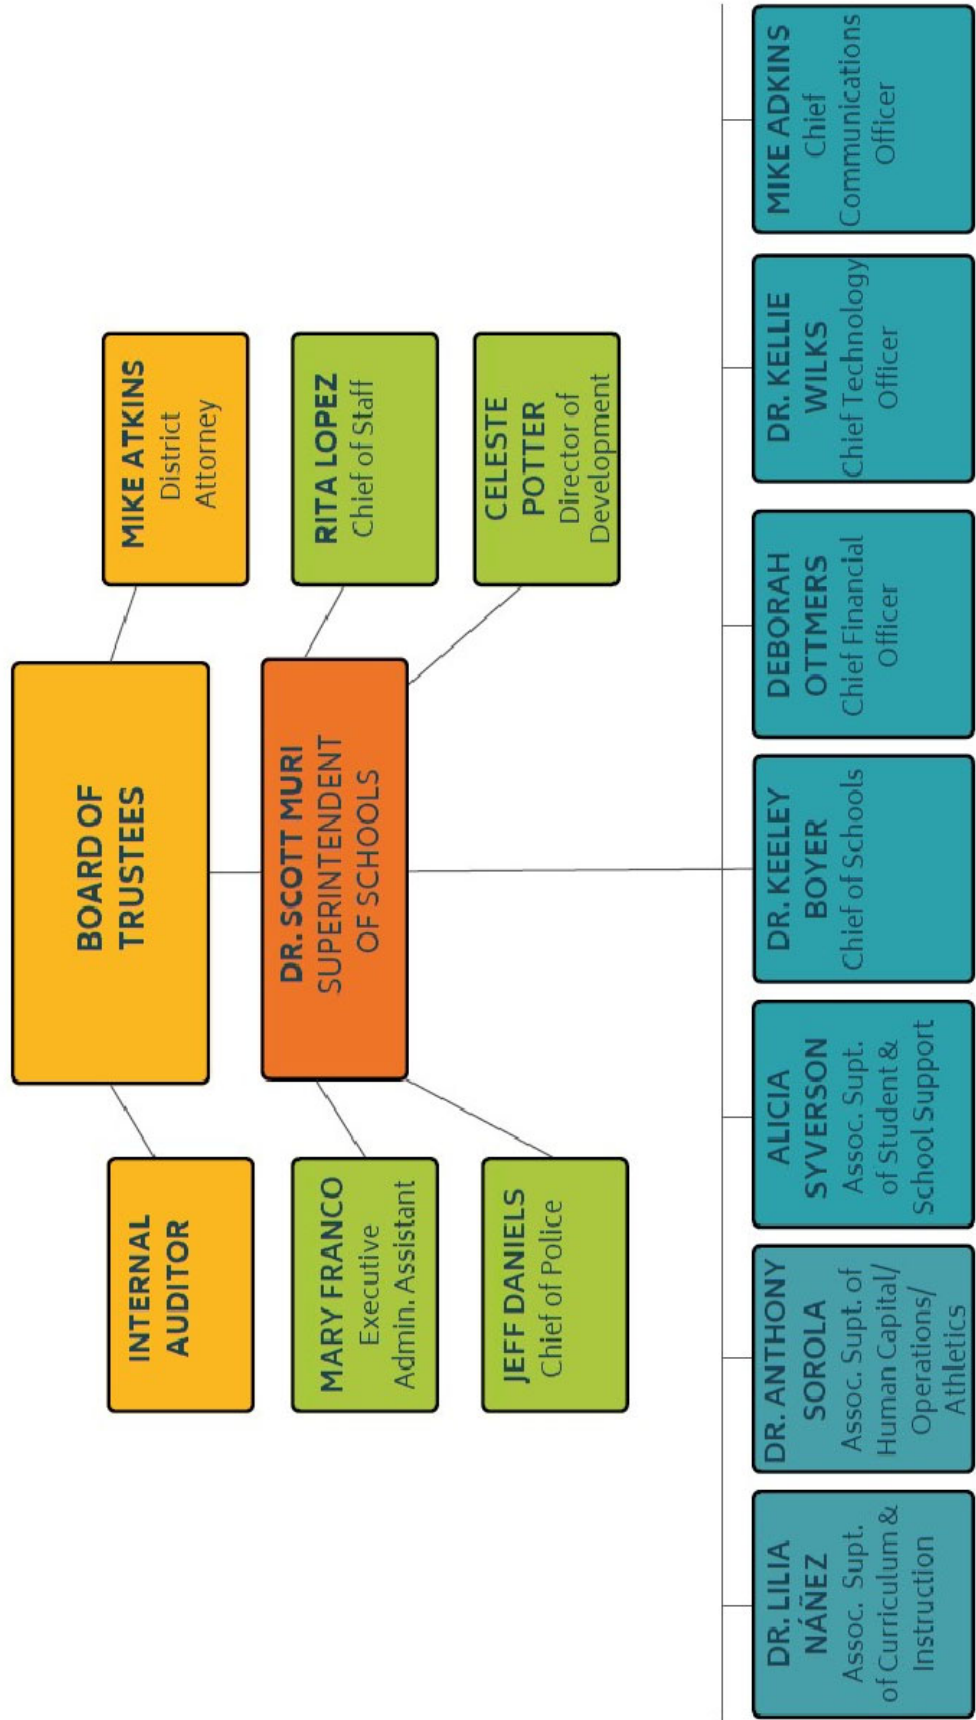 BOARD OF
TRUSTEES
INTERNAL
AUDITOR
MIKE ATKINS
District
Attorney
DR. SCOTT MURI
SUPERINTENDENT
OF SCHOOLS
MARY FRANCO
Executive
Admin. Assistant
RITA LOPEZ
Chief of Staff
JEFF DANIELS
Chief of Police
CELESTE
POTTER
Director of
Development
DR. LILIA
NÁÑEZ
Assoc. Supt.
of Curriculum &
Instruction
DR. ANTHONY
SOROLA
Assoc. Supt. of
Human Capital/
Operations/
Athletics
ALICIA
SYVERSON
Assoc. Supt.
of Student &
School Support
DR. KEELEY
BOYER
Chief of Schools
DEBORAH
OTTMERS
Chief Financial
Officer
DR. KELLIE
WILKS
Chief Technology
Officer
MIKE ADKINS
Chief
Communications
Officer